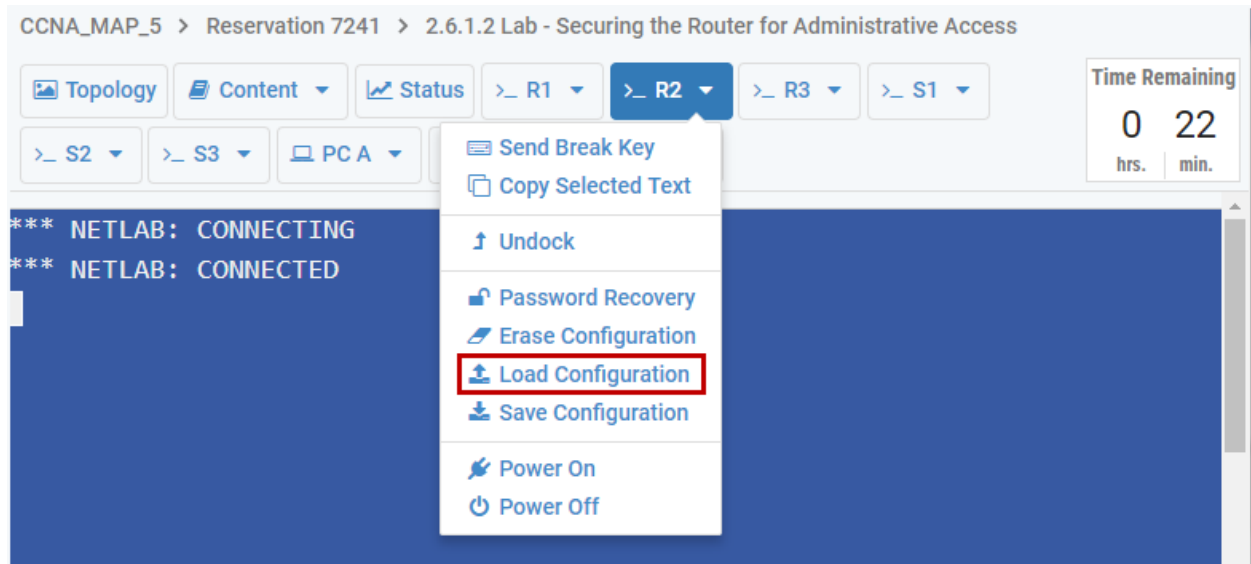 CCNA_MAP_5 > Reservation 7241 > 2.6.1.2 Lab - Securing the Router for Administrative Access
Topology Content Status >_ R1 >_ R2 >_ R3 >_ S1
Time Remaining
0 22
hrs. min.
>_ S2 >_ S3 PC A
Send Break Key
Copy Selected Text
Undock
Password Recovery
Erase Configuration
Load Configuration
Save Configuration
Power On
Power Off
*** NETLAB: CONNECTING
*** NETLAB: CONNECTED